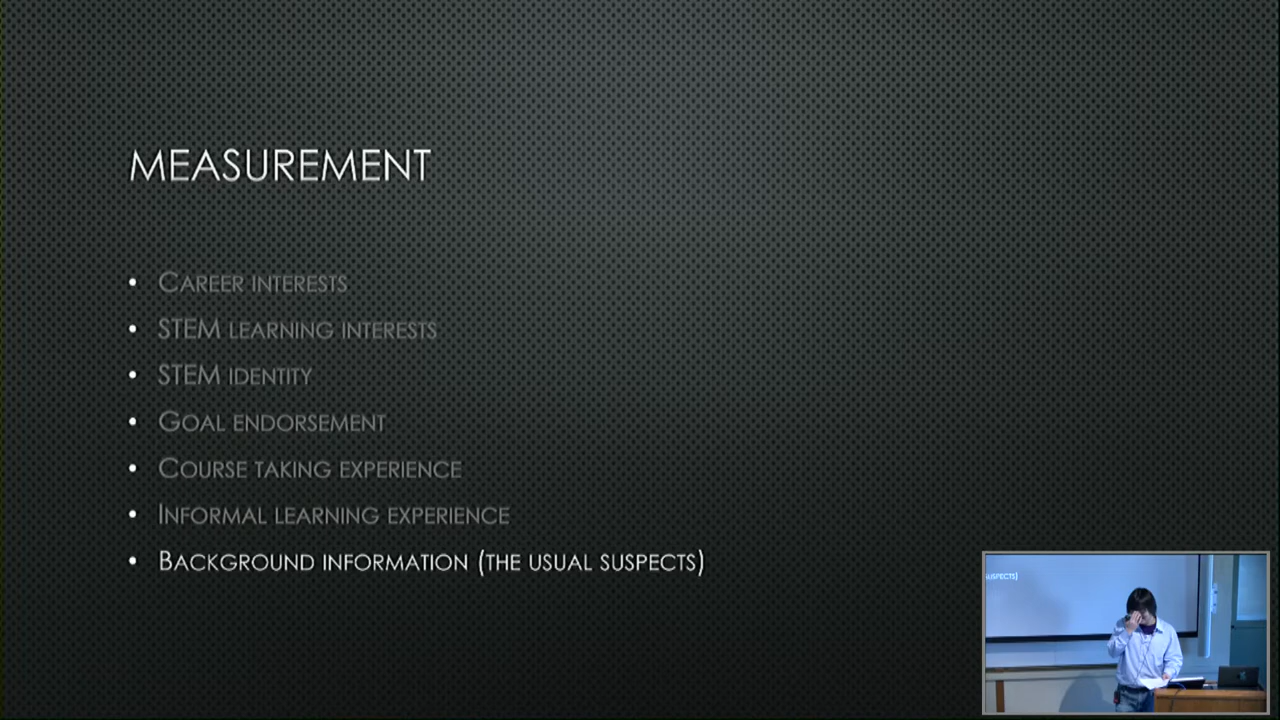 MEASUREMENT
• CAREER INTERESTS
• STEM LEARNING INTERESTS
• STEM IDENTITY
• GOAL ENDORSEMENT
• COURSE TAKING EXPERIENCE
• INFORMAL LEARNING EXPERIENCE
• BACKGROUND INFORMATION (THE USUAL SUSPECTS)
SUSPECTS)